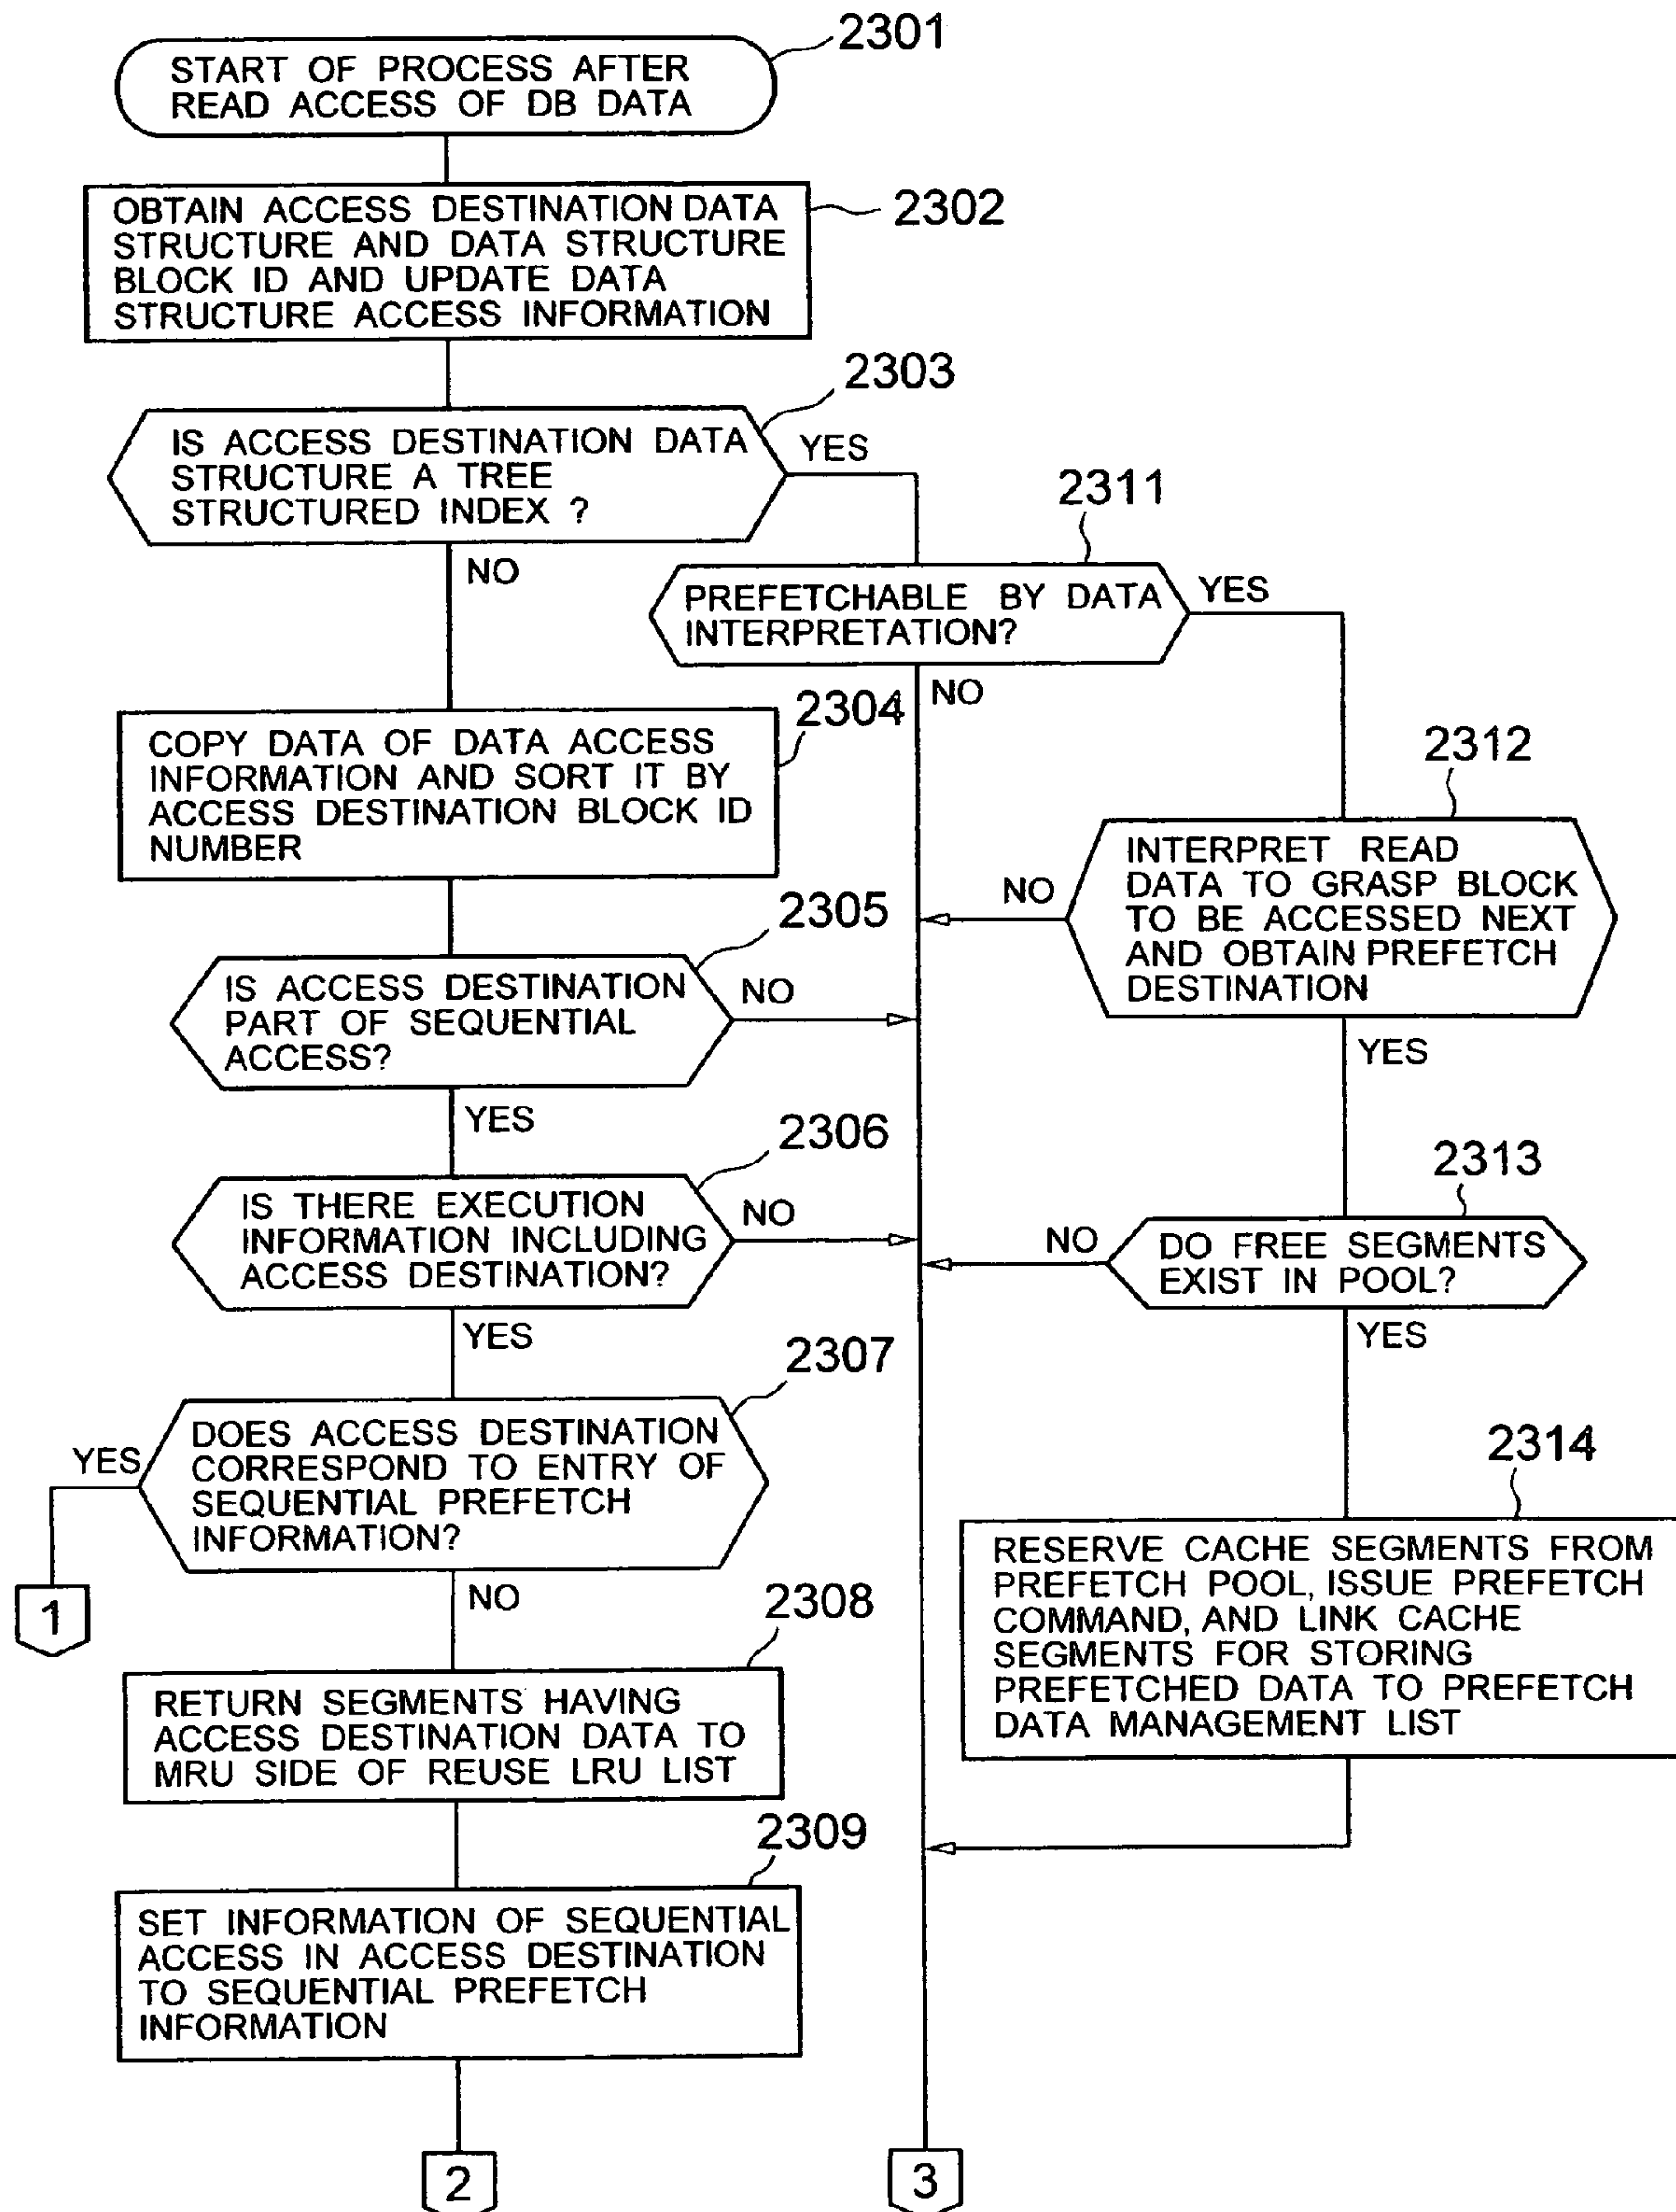 2301
START OF PROCESS AFTER
READ ACCESS OF DB DATA
2302
OBTAIN ACCESS DESTINATION DATA
STRUCTURE AND DATA STRUCTURE
BLOCK ID AND UPDATE DATA
STRUCTURE ACCESS INFORMATION
2303
IS ACCESS DESTINATION DATA
STRUCTURE A TREE
STRUCTURED INDEX ?
YES
NO
2311
PREFETCHABLE BY DATA
INTERPRETATION?
YES
NO
2304
COPY DATA OF DATA ACCESS
INFORMATION AND SORT IT BY
ACCESS DESTINATION BLOCK ID
NUMBER
2312
INTERPRET READ
DATA TO GRASP BLOCK
TO BE ACCESSED NEXT
AND OBTAIN PREFETCH
DESTINATION
NO
YES
2305
IS ACCESS DESTINATION
PART OF SEQUENTIAL
ACCESS?
NO
YES
2306
IS THERE EXECUTION
INFORMATION INCLUDING
ACCESS DESTINATION?
NO
YES
2313
DO FREE SEGMENTS
EXIST IN POOL?
NO
YES
2307
DOES ACCESS DESTINATION
CORRESPOND TO ENTRY OF
SEQUENTIAL PREFETCH
INFORMATION?
YES
NO
1
2314
RESERVE CACHE SEGMENTS FROM
PREFETCH POOL, ISSUE PREFETCH
COMMAND, AND LINK CACHE
SEGMENTS FOR STORING
PREFETCHED DATA TO PREFETCH
DATA MANAGEMENT LIST
2308
RETURN SEGMENTS HAVING
ACCESS DESTINATION DATA TO
MRU SIDE OF REUSE LRU LIST
2309
SET INFORMATION OF SEQUENTIAL
ACCESS IN ACCESS DESTINATION
TO SEQUENTIAL PREFETCH
INFORMATION
2
3